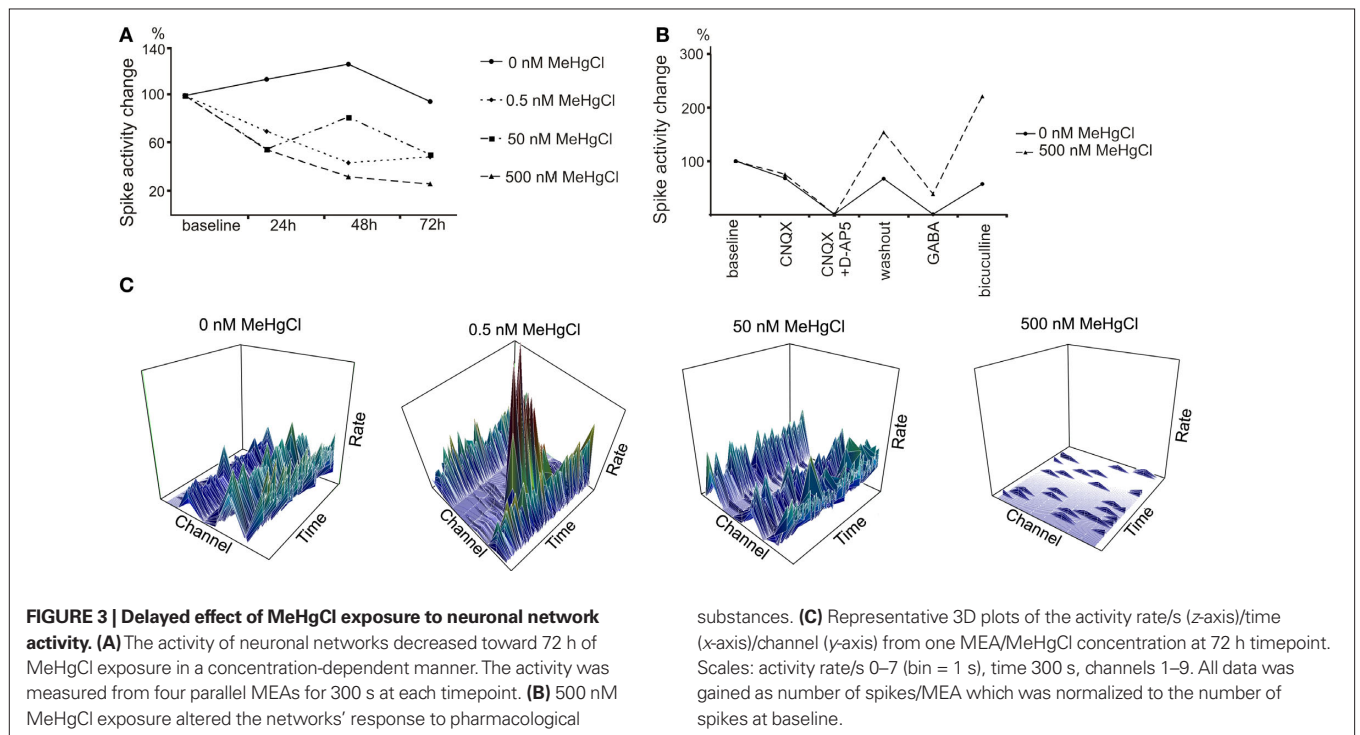 A
%
140
100
60
20
Spike activity change
baseline
24h
48h
72h
0 nM MeHgCl
0.5 nM MeHgCl
50 nM MeHgCl
500 nM MeHgCl
B
%
300
200
100
Spike activity change
baseline
CNQX
CNQX
+D-AP5
washout
GABA
bicuculline
0 nM MeHgCl
500 nM MeHgCl
C
0 nM MeHgCl
Channel
Time
Rate
0.5 nM MeHgCl
Channel
Time
Rate
50 nM MeHgCl
Channel
Time
Rate
500 nM MeHgCl
Channel
Time
Rate
FIGURE 3 | Delayed effect of MeHgCl exposure to neuronal network
activity. (A) The activity of neuronal networks decreased toward 72 h of
MeHgCl exposure in a concentration-dependent manner. The activity was
measured from four parallel MEAs for 300 s at each timepoint. (B) 500 nM
MeHgCl exposure altered the networks' response to pharmacological
substances. (C) Representative 3D plots of the activity rate/s (z-axis)/time
(x-axis)/channel (y-axis) from one MEA/MeHgCl concentration at 72 h timepoint.
Scales: activity rate/s 0–7 (bin = 1 s), time 300 s, channels 1–9. All data was
gained as number of spikes/MEA which was normalized to the number of
spikes at baseline.